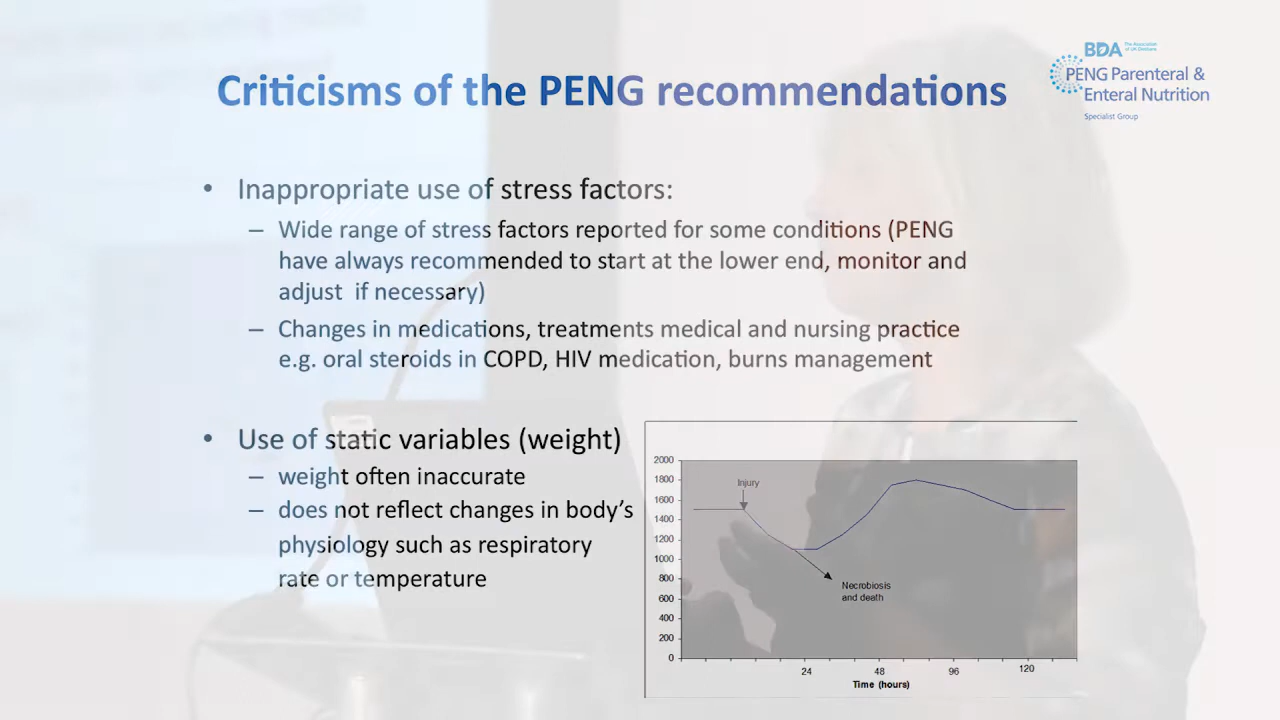 Criticisms of the PENG recommendations
BDA The Association
of UK Dietitians
PENG Parenteral &
Enteral Nutrition
Specialist Group
• Inappropriate use of stress factors:
– Wide range of stress factors reported for some conditions (PENG
have always recommended to start at the lower end, monitor and
adjust if necessary)
– Changes in medications, treatments medical and nursing practice
e.g. oral steroids in COPD, HIV medication, burns management
• Use of static variables (weight)
– weight often inaccurate
– does not reflect changes in body’s
physiology such as respiratory
rate or temperature
2000
1800
1600
1400
1200
1000
800
600
400
200
0
Injury
Necrobiosis
and death
24 48 96 120
Time (hours)